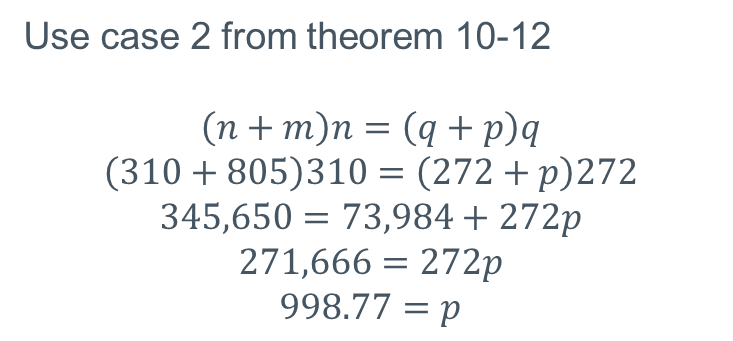 Use case 2 from theorem 10-12
(n + m)n = (q + p)q
(310 + 805)310 = (272 + p)272
345,650 = 73,984 + 272p
271,666 = 272p
998.77 = p